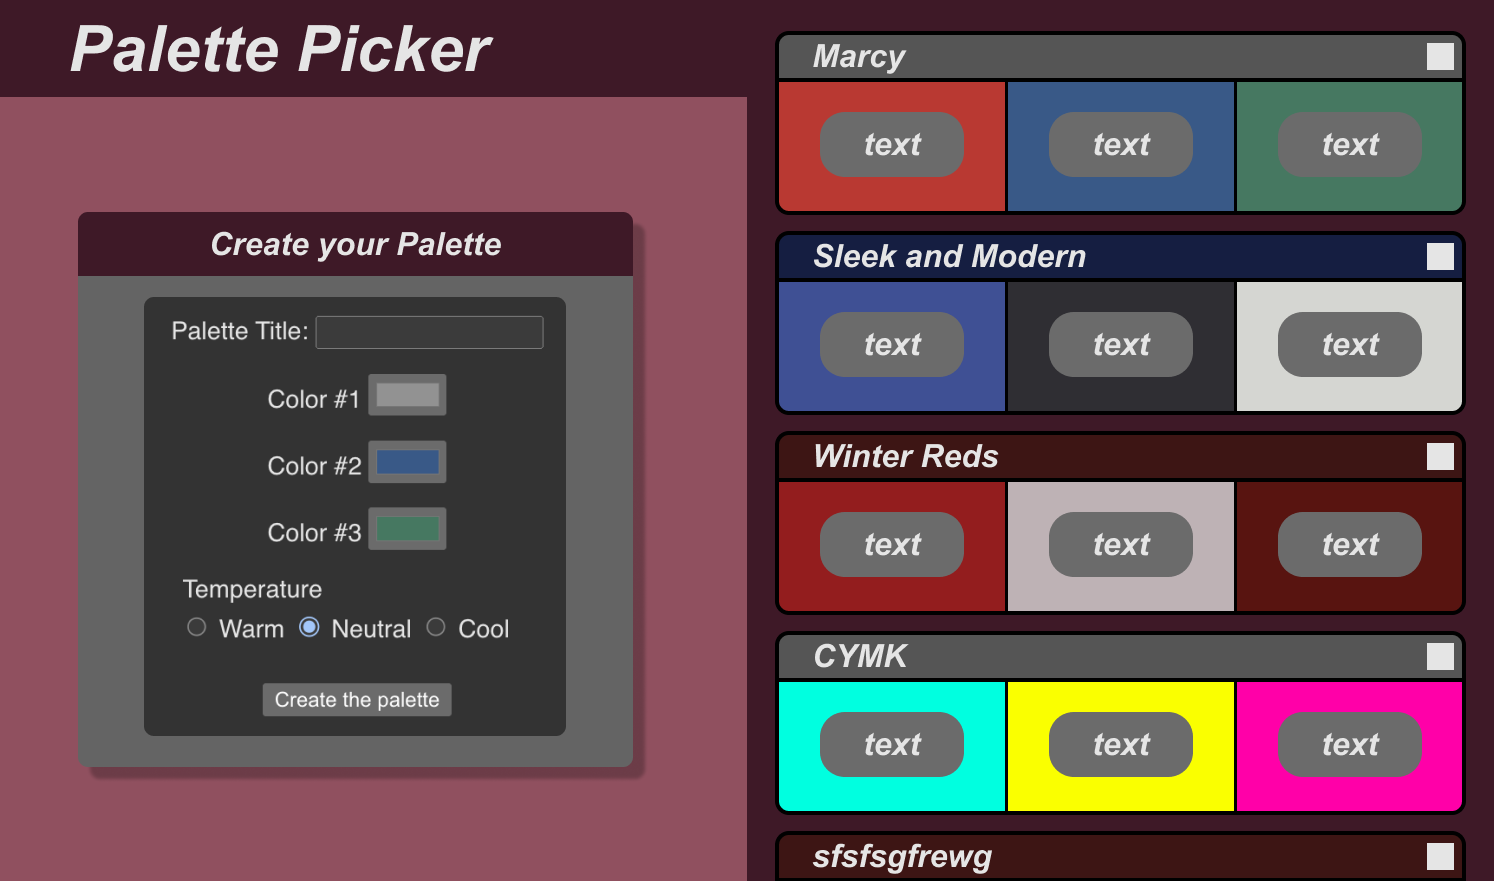 Palette Picker
Create your Palette
Palette Title:
Color #1
Color #2
Color #3
Temperature
Warm Neutral Cool
Create the palette
Marcy
text text text
Sleek and Modern
text text text
Winter Reds
text text text
CYMK
text text text
sfsfsgfrewg